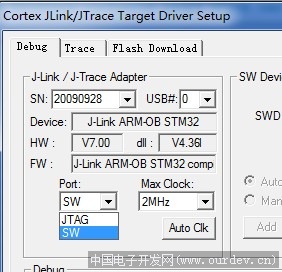 Cortex JLink/JTrace Target Driver Setup
Debug Trace Flash Download
J-Link / J-Trace Adapter
SW Devi
SN: 20090928 USB#: 0
SWD
Device: J-Link ARM-OB STM32
HW : V7.00 dll : V4.36l
FW : J-Link ARM-OB STM32 comp
Port: Max Clock:
SW 2MHz
Auto
JTAG
Man
SW Auto Clk Add
Debug
中国电子开发网(www.ourdev.cn)